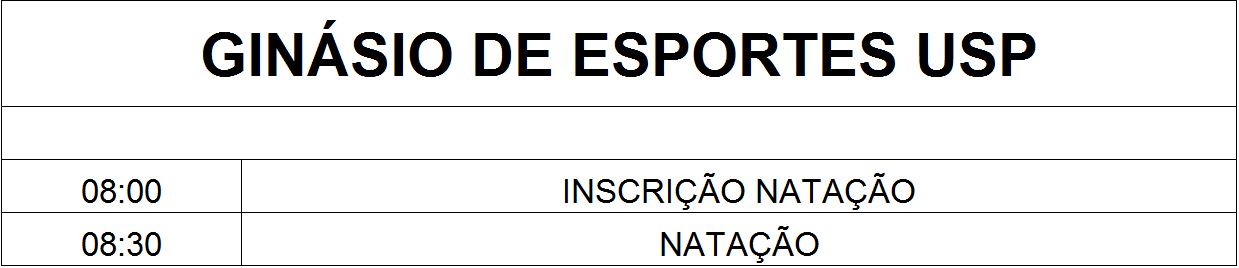 GINÁSIO DE ESPORTES USP
08:00 INSCRIÇÃO NATAÇÃO
08:30 NATAÇÃO